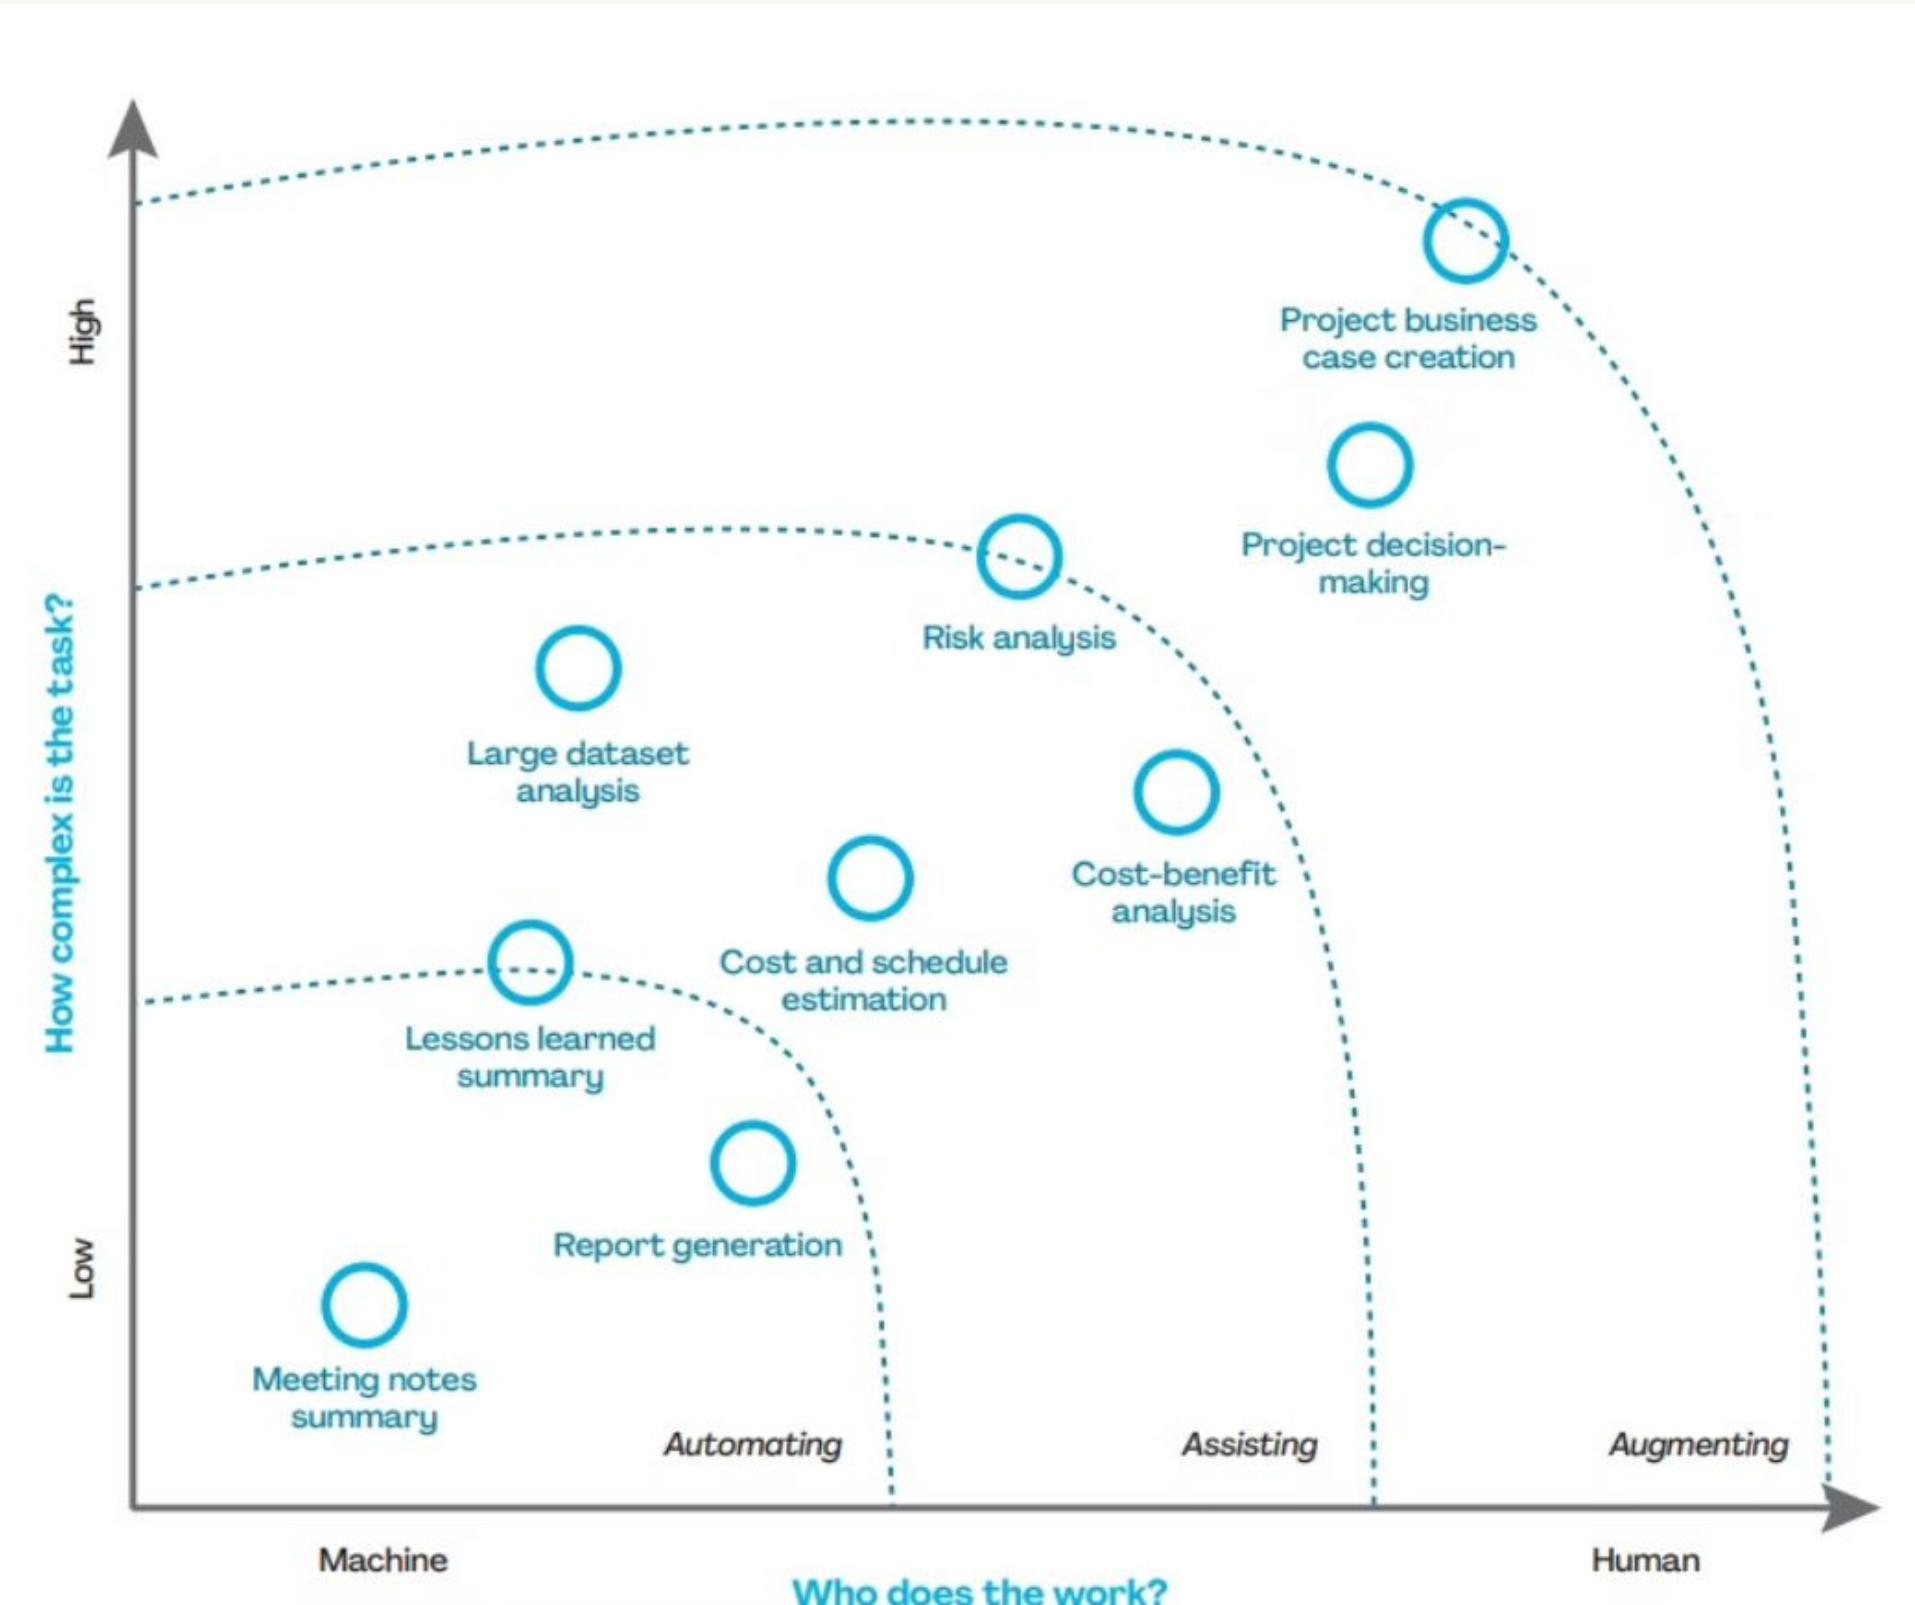 High
Project business
case creation
Project decision-
making
How complex is the task?
Risk analysis
Large dataset
analysis
Cost-benefit
analysis
Cost and schedule
estimation
Lessons learned
summary
Report generation
Low
Meeting notes
summary
Automating
Assisting
Augmenting
Machine
Human
Who does the work?